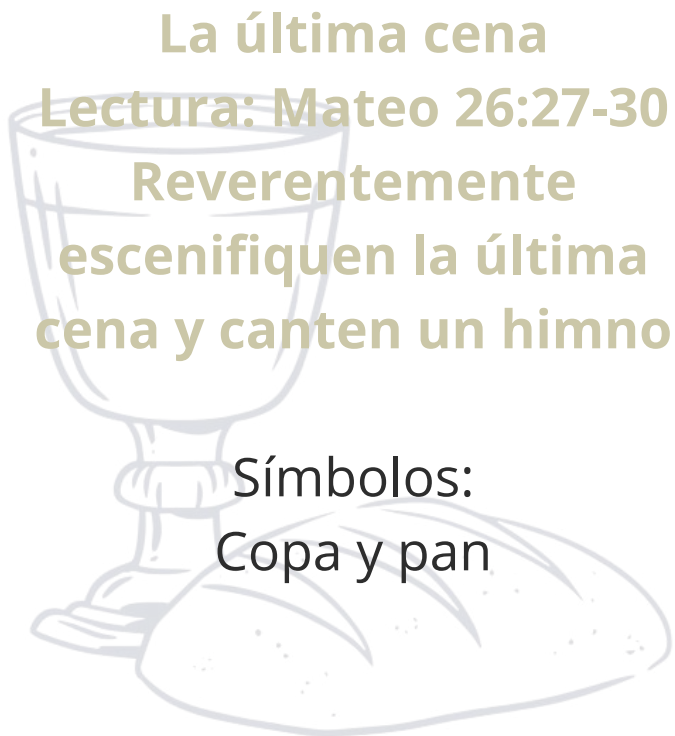 La última cena
Lectura: Mateo 26:27-30
Reverentemente
escenifiquen la última
cena y canten un himno
Símbolos:
Copa y pan